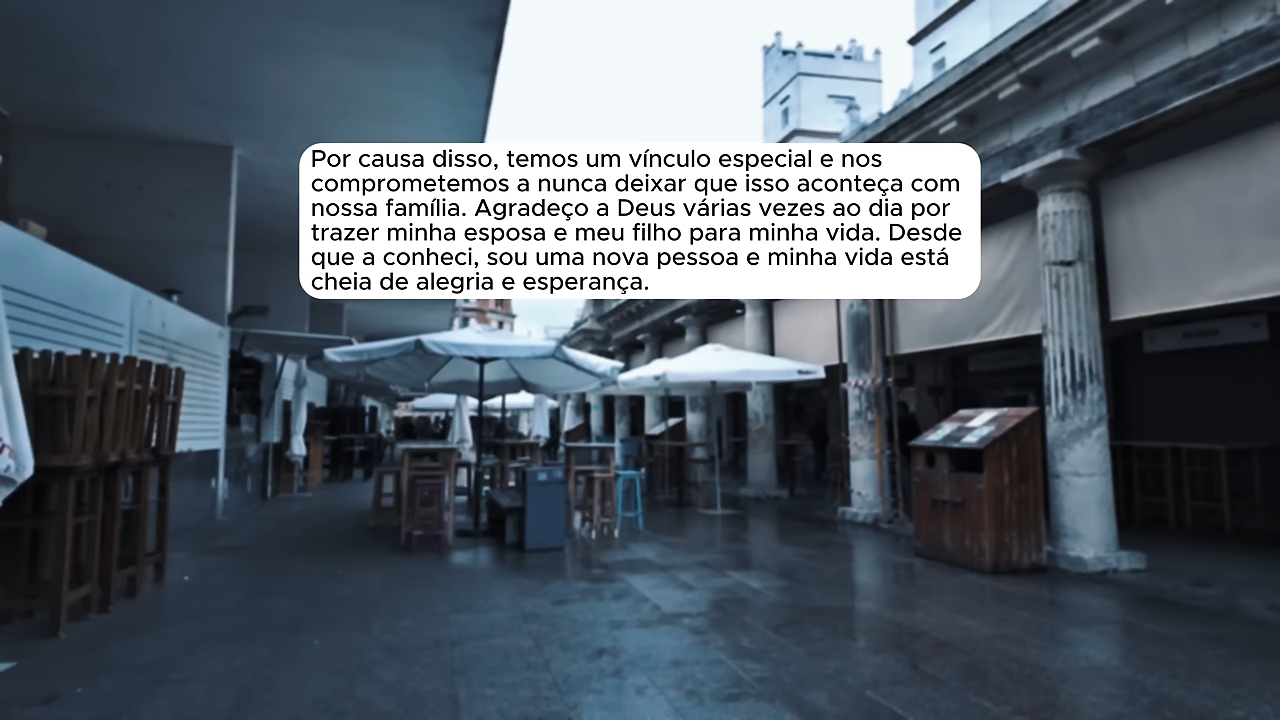 Por causa disso, temos um vínculo especial e nos
comprometemos a nunca deixar que isso aconteça com
nossa família. Agradeço a Deus várias vezes ao dia por
trazer minha esposa e meu filho para minha vida. Desde
que a conheci, sou uma nova pessoa e minha vida está
cheia de alegria e esperança.